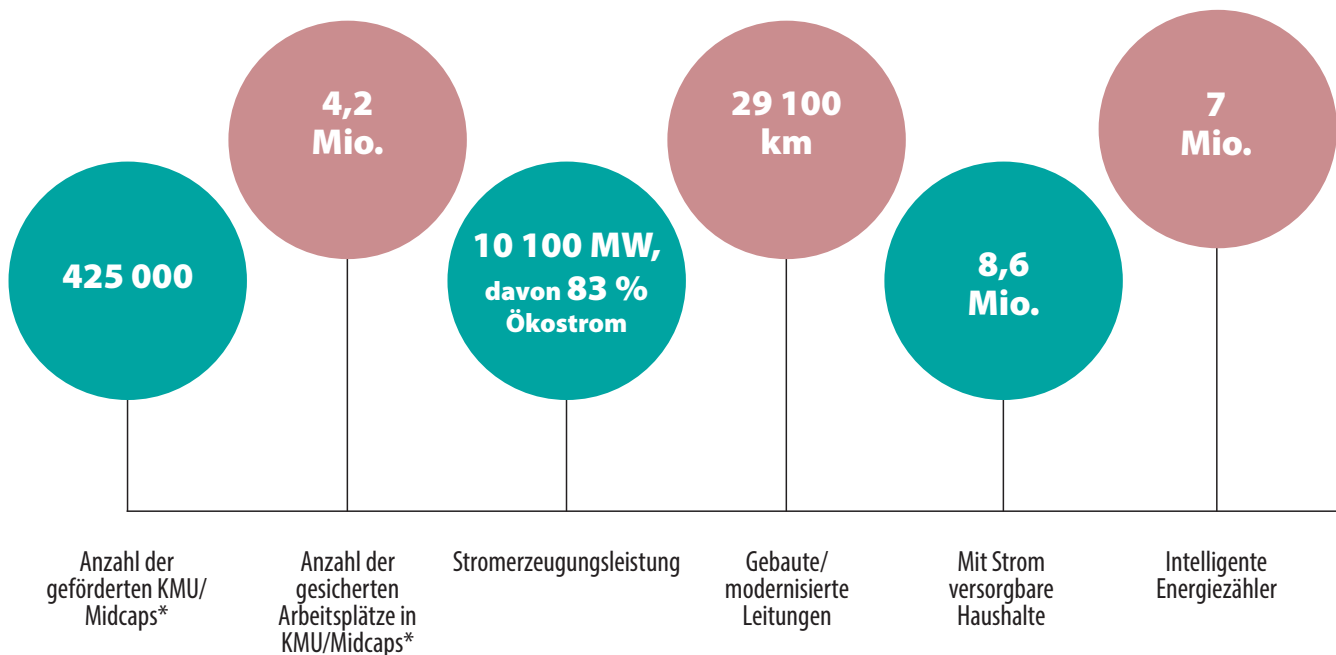 425 000
4,2
Mio.
10 100 MW,
davon 83 %
Ökostrom
29 100
km
8,6
Mio.
7
Mio.
Anzahl der
geförderten KMU/
Midcaps*
Anzahl der
gesicherten
Arbeitsplätze in
KMU/Midcaps*
Stromerzeugungsleistung
Gebaute/
modernisierte
Leitungen
Mit Strom
versorgbare
Haushalte
Intelligente
Energiezähler